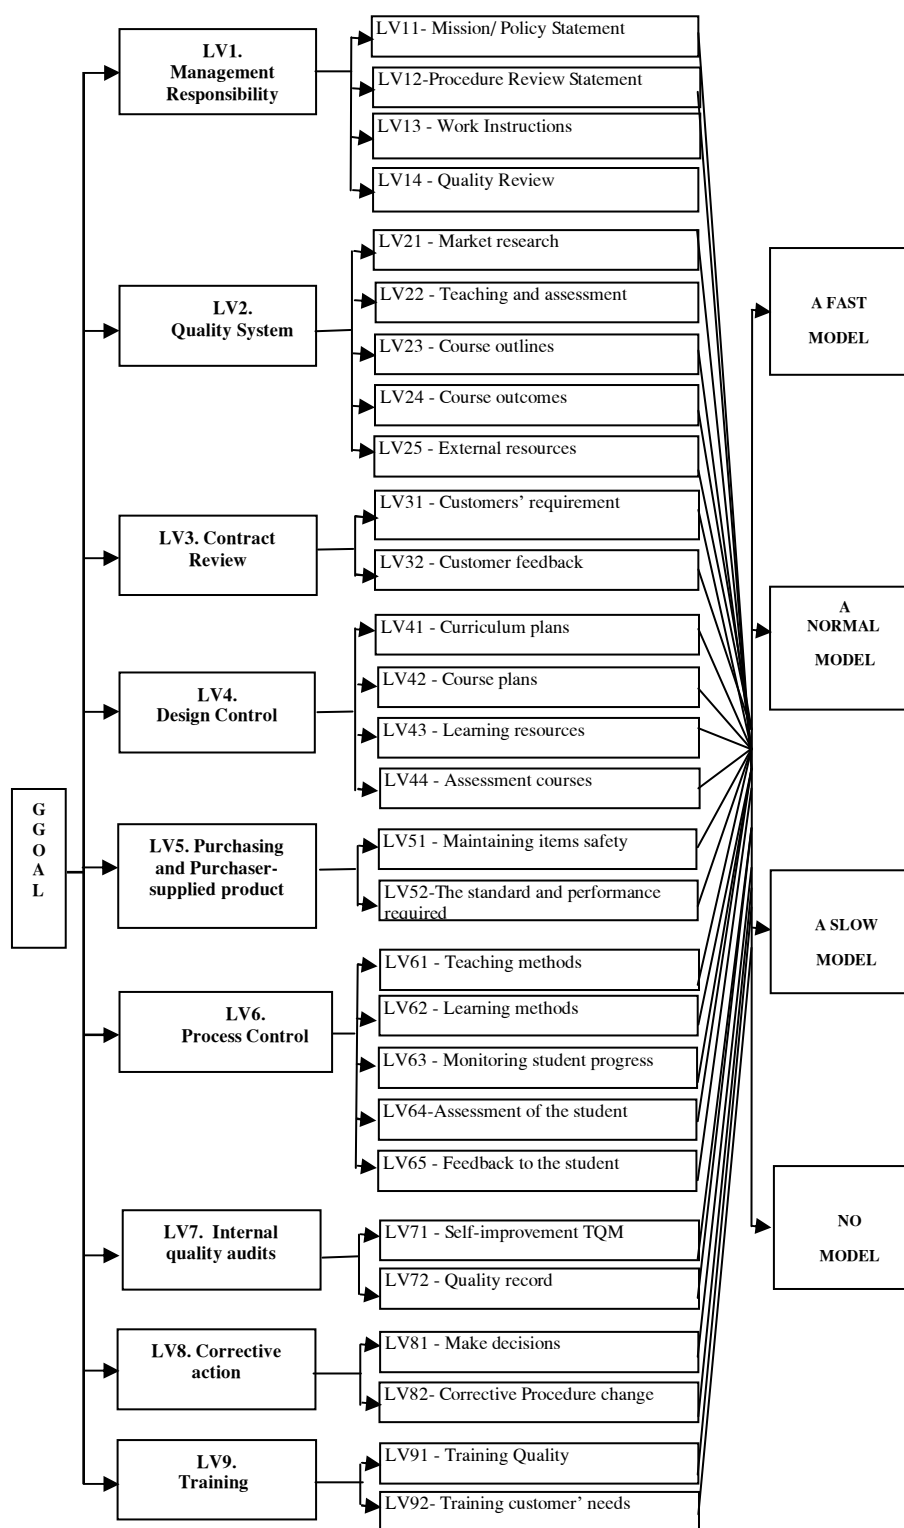 G
G
O
A
L
LV1.
Management
Responsibility
LV11- Mission/ Policy Statement
LV12-Procedure Review Statement
LV13 - Work Instructions
LV14 - Quality Review
LV2.
Quality System
LV21 - Market research
LV22 - Teaching and assessment
LV23 - Course outlines
LV24 - Course outcomes
LV25 - External resources
LV3. Contract
Review
LV31 - Customers’ requirement
LV32 - Customer feedback
LV4.
Design Control
LV41 - Curriculum plans
LV42 - Course plans
LV43 - Learning resources
LV44 - Assessment courses
LV5. Purchasing
and Purchaser-
supplied product
LV51 - Maintaining items safety
LV52-The standard and performance
required
LV6.
Process Control
LV61 - Teaching methods
LV62 - Learning methods
LV63 - Monitoring student progress
LV64-Assessment of the student
LV65 - Feedback to the student
LV7. Internal
quality audits
LV71 - Self-improvement TQM
LV72 - Quality record
LV8. Corrective
action
LV81 - Make decisions
LV82- Corrective Procedure change
LV9.
Training
LV91 - Training Quality
LV92- Training customer’ needs
A FAST
MODEL
A
NORMAL
MODEL
A SLOW
MODEL
NO
MODEL